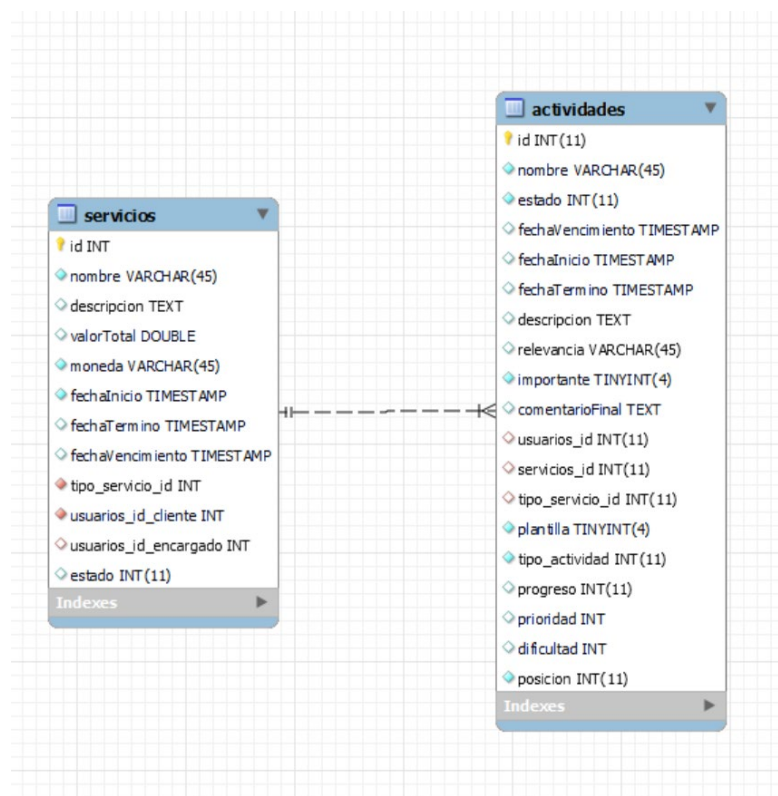 servicios
id INT
nombre VARCHAR(45)
descripcion TEXT
valorTotal DOUBLE
moneda VARCHAR(45)
fechaInicio TIMESTAMP
fechaTermino TIMESTAMP
fechaVencimiento TIMESTAMP
tipo_servicio_id INT
usuarios_id_cliente INT
usuarios_id_encargado INT
estado INT(11)
Indexes
actividades
id INT(11)
nombre VARCHAR(45)
estado INT(11)
fechaVencimiento TIMESTAMP
fechaInicio TIMESTAMP
fechaTermino TIMESTAMP
descripcion TEXT
relevancia VARCHAR(45)
importante TINYINT(4)
comentarioFinal TEXT
usuarios_id INT(11)
servicios_id INT(11)
tipo_servicio_id INT(11)
plantilla TINYINT(4)
tipo_actividad INT(11)
progreso INT(11)
prioridad INT
dificultad INT
posicion INT(11)
Indexes